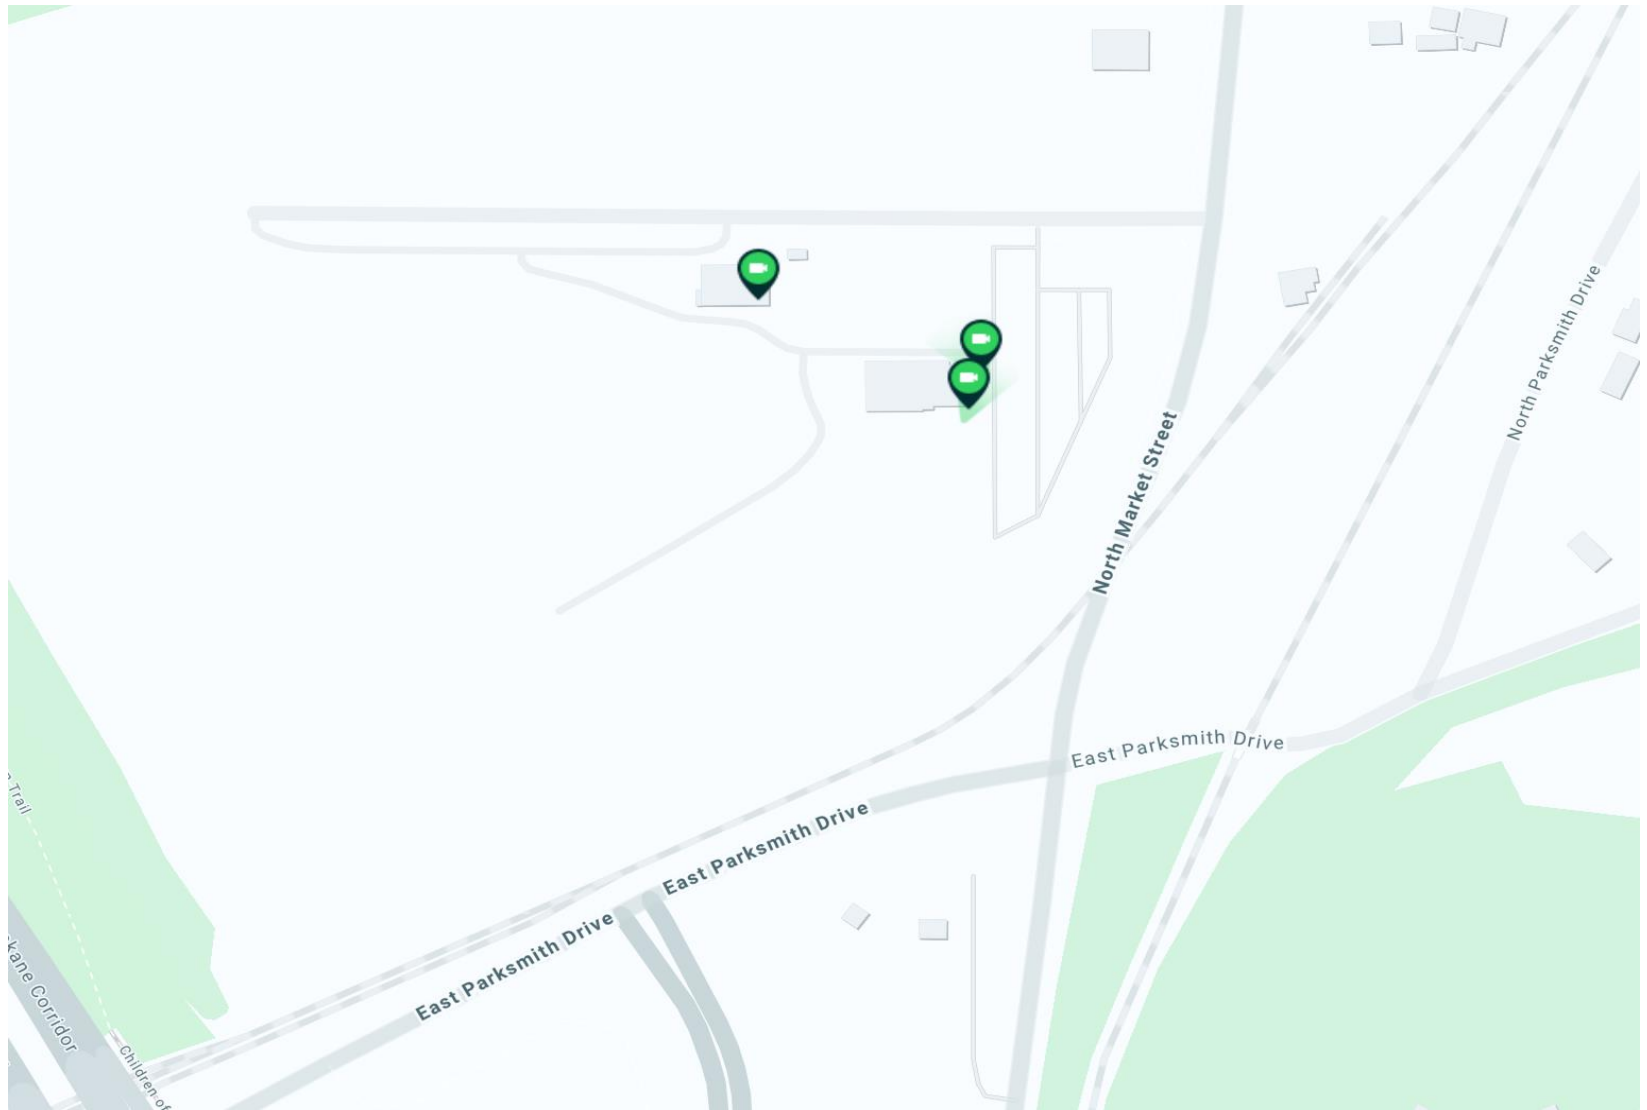 North Parksmith Drive
North Market Street
East Parksmith Drive
Trail
East Parksmith Drive
East Parksmith Drive
kane Corridor
Children of